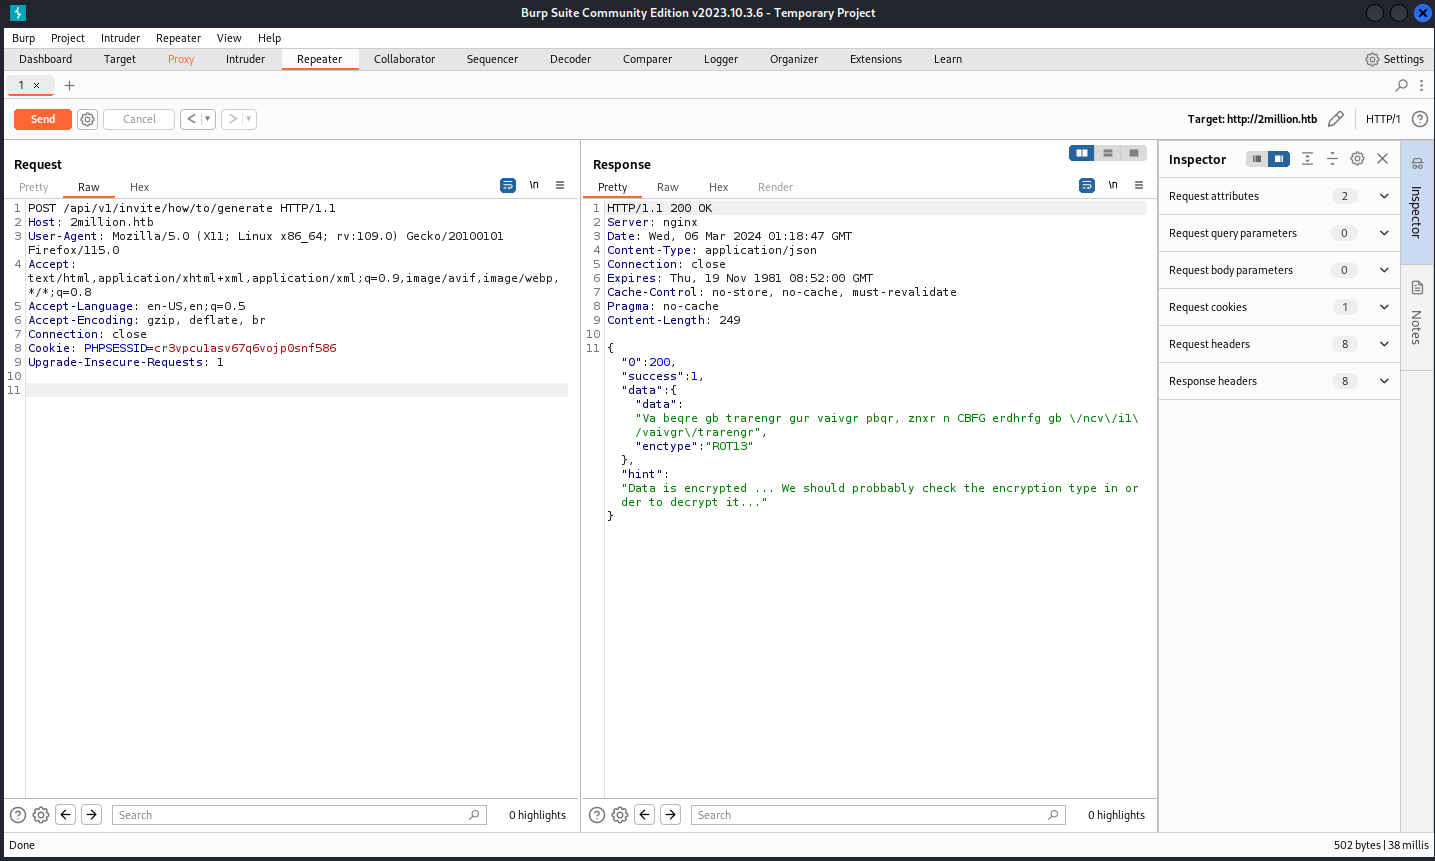 Burp Suite Community Edition v2023.10.3.6 - Temporary Project
Burp Project Intruder Repeater View Help
Dashboard Target Proxy Intruder Repeater Collaborator Sequencer Decoder Comparer Logger Organizer Extensions Learn Settings
1 × +
Send Cancel < > Target: http://2million.htb HTTP/1 ?
Request
Pretty Raw Hex \n
1 POST /api/v1/invite/how/to/generate HTTP/1.1
2 Host: 2million.htb
3 User-Agent: Mozilla/5.0 (X11; Linux x86_64; rv:109.0) Gecko/20100101
Firefox/115.0
4 Accept:
text/html,application/xhtml+xml,application/xml;q=0.9,image/avif,image/webp,
*/*;q=0.8
5 Accept-Language: en-US,en;q=0.5
6 Accept-Encoding: gzip, deflate, br
7 Connection: close
8 Cookie: PHPSESSID=cr3vpcu1asv67q6vojp0snf586
9 Upgrade-Insecure-Requests: 1
10
11
? Search 0 highlights
Response
Pretty Raw Hex Render \n
1 HTTP/1.1 200 OK
2 Server: nginx
3 Date: Wed, 06 Mar 2024 01:18:47 GMT
4 Content-Type: application/json
5 Connection: close
6 Expires: Thu, 19 Nov 1981 08:52:00 GMT
7 Cache-Control: no-store, no-cache, must-revalidate
8 Pragma: no-cache
9 Content-Length: 249
10
11 {
"0":200,
"success":1,
"data":{
"data":
"Va beqre gb trarengr gur vaivgr pbqr, znxr n CBFG erdhrfg gb \/ncv\/i1\
/vaivgr\/trarengr",
"enctype":"ROT13"
},
"hint":
"Data is encrypted ... We should probbably check the encryption type in or
der to decrypt it..."
}
? Search 0 highlights
Inspector
Request attributes 2
Request query parameters 0
Request body parameters 0
Request cookies 1
Request headers 8
Response headers 8
Inspector
Notes
Done
502 bytes | 38 millis